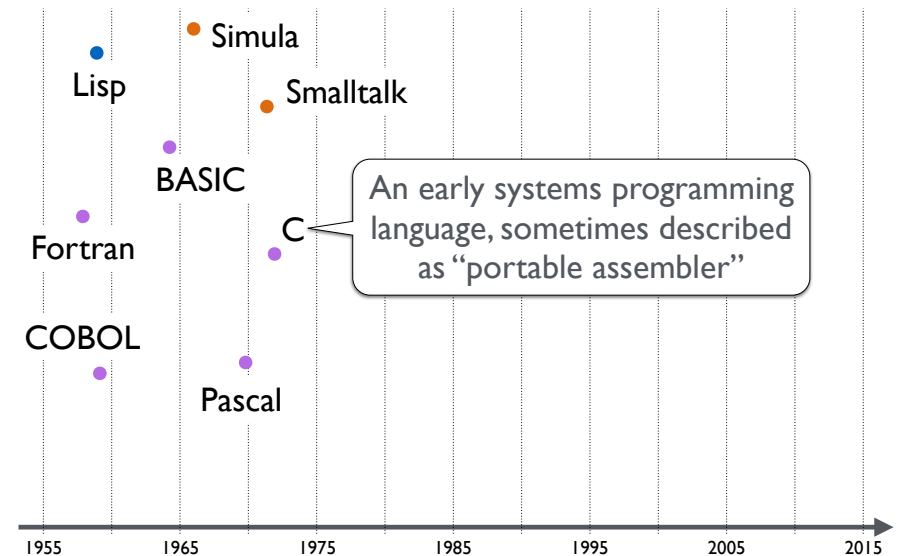 Simula
Lisp
Smalltalk
BASIC
An early systems programming
language, sometimes described
as “portable assembler”
C
Fortran
COBOL
Pascal
1955 1965 1975 1985 1995 2005 2015